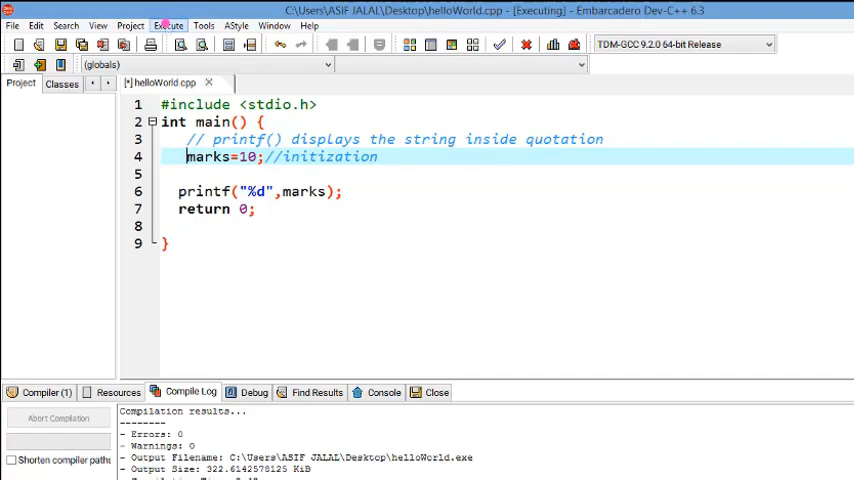 C:\Users\ASIF JALAL\Desktop\helloWorld.cpp - [Executing] - Embarcadero Dev-C++ 6.3
File Edit Search View Project Execute Tools AStyle Window Help
TDM-GCC 9.2.0 64-bit Release
(globals)
Project Classes
[*] helloWorld.cpp
1 #include <stdio.h>
2 int main() {
3 // printf() displays the string inside quotation
4 marks=10;//initization
5
6 printf("%d",marks);
7 return 0;
8
9 }
Compiler (1) Resources Compile Log Debug Find Results Console Close
Abort Compilation
Shorten compiler paths
Compilation results...
--------
- Errors: 0
- Warnings: 0
- Output Filename: C:\Users\ASIF JALAL\Desktop\helloWorld.exe
- Output Size: 322.6142578125 KiB